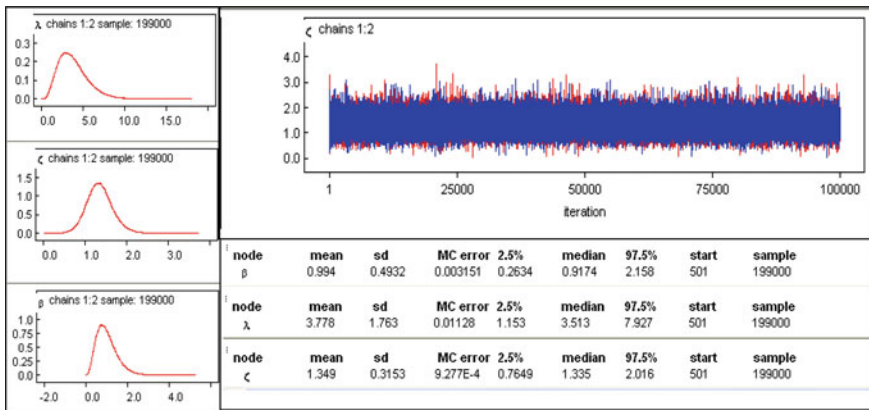 λ chains 1:2 sample: 199000
0.3
0.2
0.1
0.0
0.0 5.0 10.0 15.0
ζ chains 1:2 sample: 199000
1.5
1.0
0.5
0.0
0.0 1.0 2.0 3.0
β chains 1:2 sample: 199000
1.0
0.75
0.5
0.25
0.0
-2.0 0.0 2.0 4.0
ζ chains 1:2
4.0
3.0
2.0
1.0
0.0
1 25000 50000 75000 100000
iteration
node mean sd MC error 2.5% median 97.5% start sample
β 0.994 0.4932 0.003151 0.2634 0.9174 2.158 501 199000
node mean sd MC error 2.5% median 97.5% start sample
λ 3.778 1.763 0.01128 1.153 3.513 7.927 501 199000
node mean sd MC error 2.5% median 97.5% start sample
ζ 1.349 0.3153 9.277E-4 0.7649 1.335 2.016 501 199000